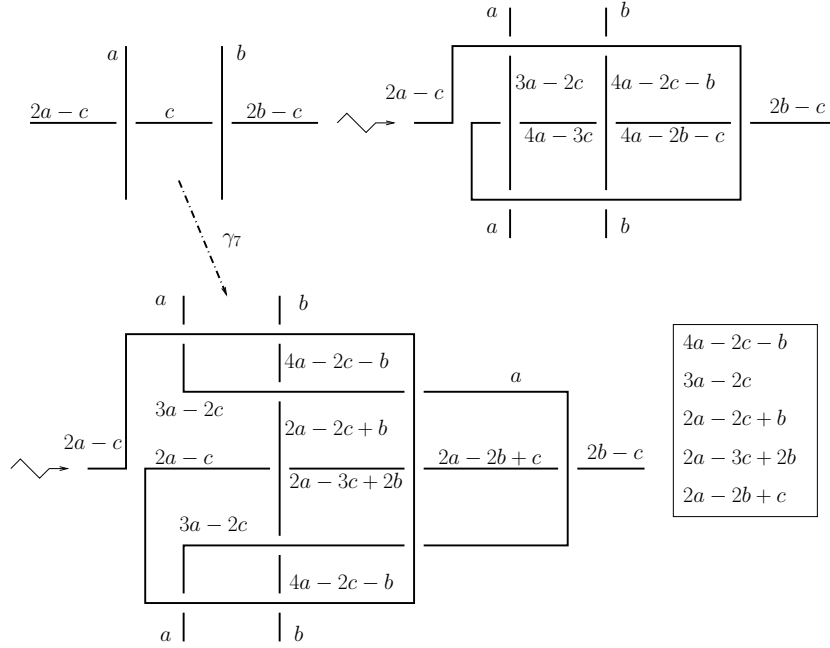 a
b
2a − c
c
2b − c
a
b
2a − c
3a − 2c
4a − 2c − b
2b − c
4a − 3c
4a − 2b − c
a
b
γ₇
a
b
4a − 2c − b
a
3a − 2c
2a − 2c + b
2a − c
2a − c
2a − 3c + 2b
2a − 2b + c
2b − c
3a − 2c
4a − 2c − b
a
b
4a − 2c − b
3a − 2c
2a − 2c + b
2a − 3c + 2b
2a − 2b + c